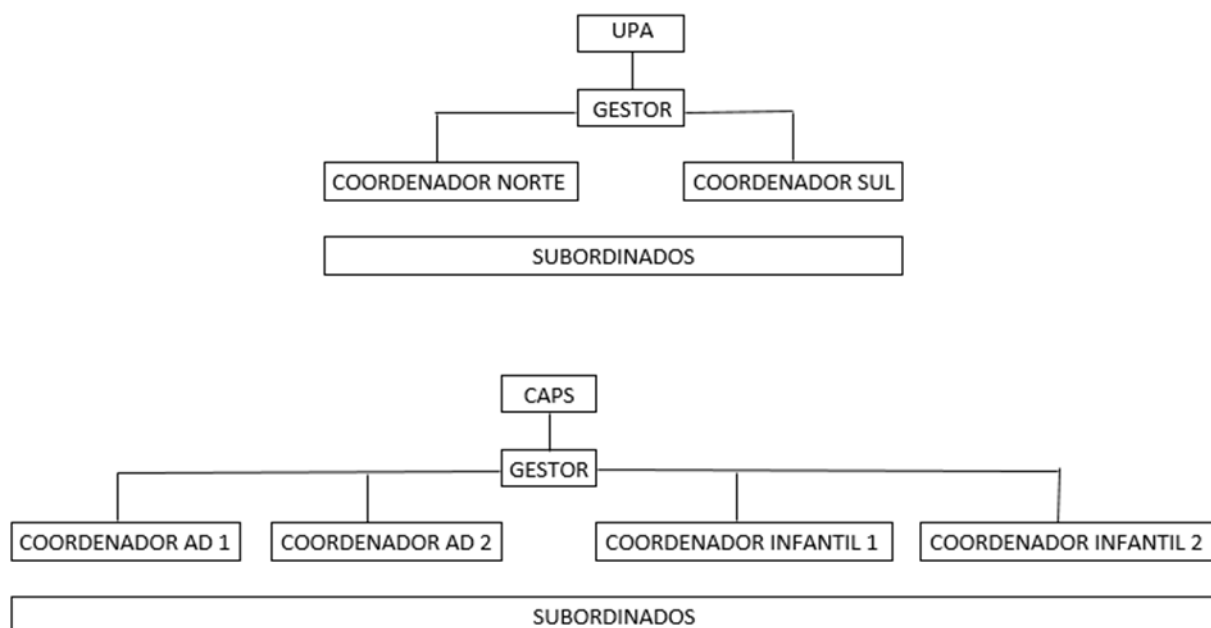 UPA
GESTOR
COORDENADOR NORTE
COORDENADOR SUL
SUBORDINADOS
CAPS
GESTOR
COORDENADOR AD 1
COORDENADOR AD 2
COORDENADOR INFANTIL 1
COORDENADOR INFANTIL 2
SUBORDINADOS